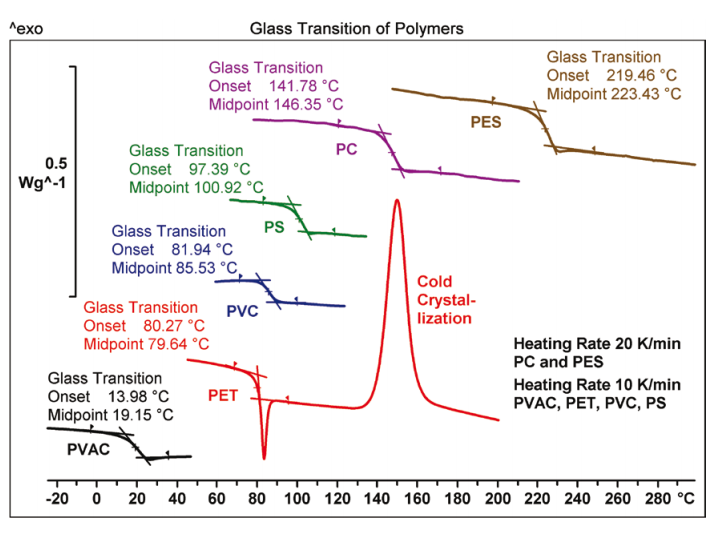 ^exo
Glass Transition of Polymers
Glass Transition
Onset 219.46 °C
Midpoint 223.43 °C
PES
Glass Transition
Onset 141.78 °C
Midpoint 146.35 °C
PC
0.5
Wg^-1
Glass Transition
Onset 97.39 °C
Midpoint 100.92 °C
PS
Glass Transition
Onset 81.94 °C
Midpoint 85.53 °C
PVC
Cold
Crystal-
lization
Glass Transition
Onset 80.27 °C
Midpoint 79.64 °C
PET
Heating Rate 20 K/min
PC and PES
Heating Rate 10 K/min
PVAC, PET, PVC, PS
Glass Transition
Onset 13.98 °C
Midpoint 19.15 °C
PVAC
-20 0 20 40 60 80 100 120 140 160 180 200 220 240 260 280 °C